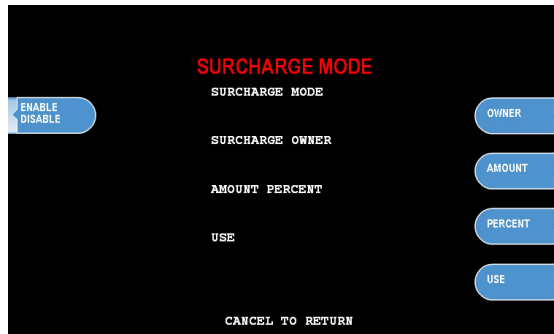 SURCHARGE MODE
SURCHARGE MODE
ENABLE
DISABLE
OWNER
SURCHARGE OWNER
AMOUNT
AMOUNT PERCENT
PERCENT
USE
USE
CANCEL TO RETURN